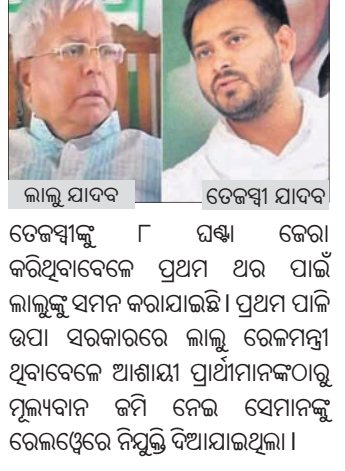 ଲାଲୁ ଯାଦବ
ତେଜସ୍ୱୀ ଯାଦବ
ତେଜସ୍ୱୀଙ୍କୁ ୮ ଘଣ୍ଟା ଜେରା
କରିଥିବାବେଳେ ପ୍ରଥମ ଥର ପାଇଁ
ଲାଲୁଙ୍କୁ ସମନ କରାଯାଇଛି । ପ୍ରଥମ ପାଳି
ଉପା ସରକାରରେ ଲାଲୁ ରେଳମନ୍ତ୍ରୀ
ଥିବାବେଳେ ଆଶାୟୀ ପ୍ରାର୍ଥୀମାନଙ୍କଠାରୁ
ମୂଲ୍ୟବାନ ଜମି ନେଇ ସେମାନଙ୍କୁ
ରେଲୱେରେ ନିଯୁକ୍ତି ଦିଆଯାଇଥିଲା ।